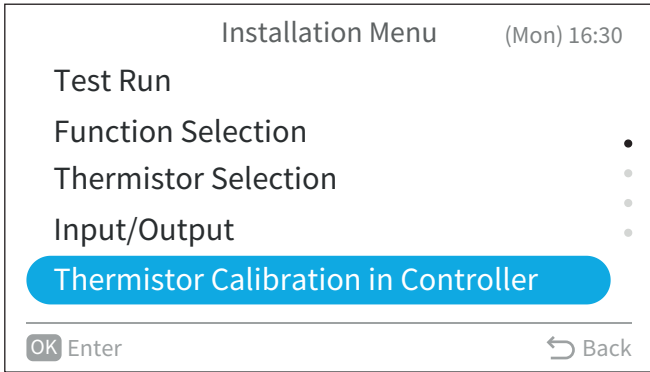 Installation Menu (Mon) 16:30
Test Run
Function Selection
Thermistor Selection
Input/Output
Thermistor Calibration in Controller
OK Enter Back